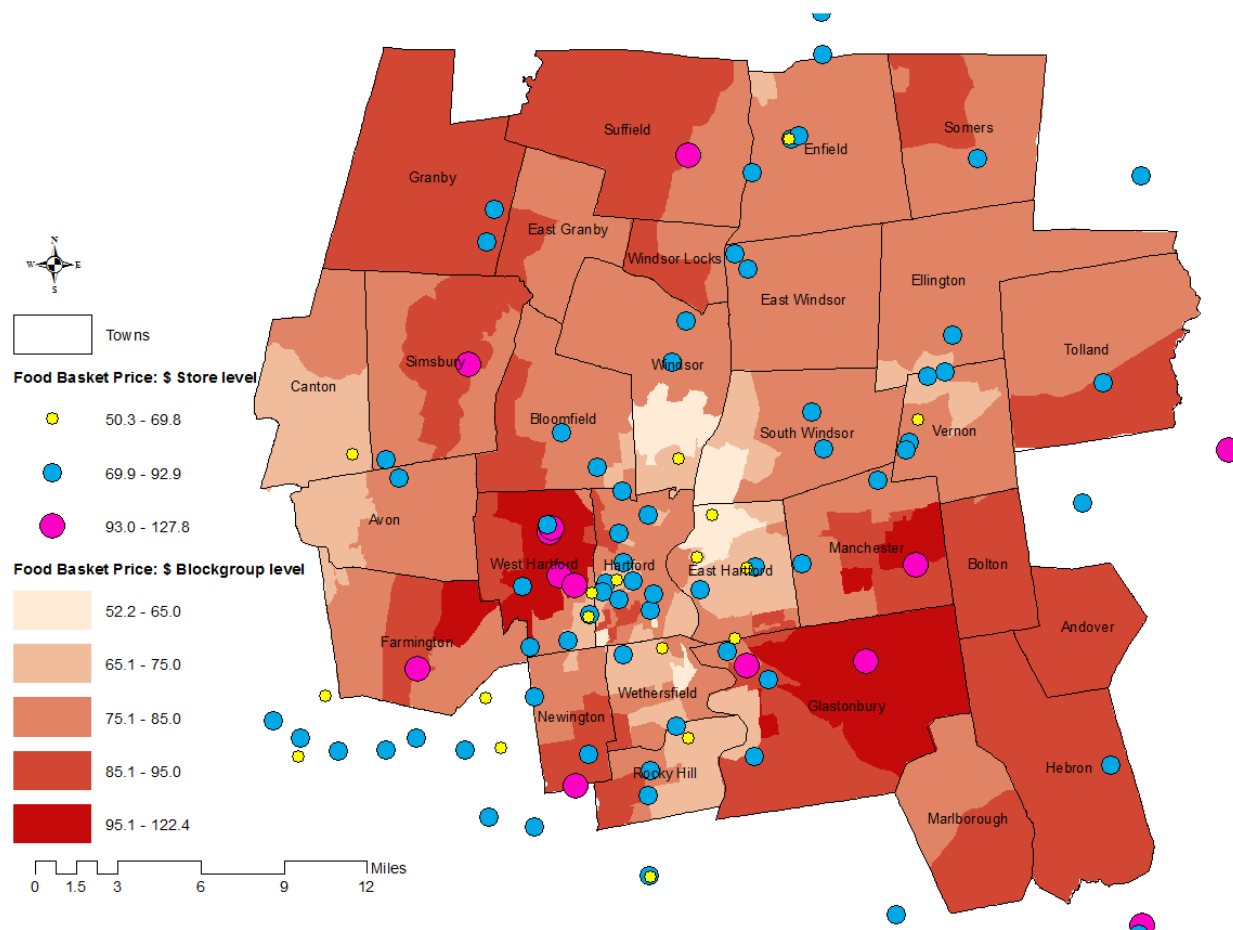 Suffield
Somers
Enfield
Granby
East Granby
N
W E
S
Windsor Locks
Ellington
East Windsor
Towns
Tolland
Simsbury
Windsor
Food Basket Price: $ Store level
Canton
50.3 - 69.8
Bloomfield
South Windsor
Vernon
69.9 - 92.9
Avon
93.0 - 127.8
Manchester
West Hartford
Hartford
East Hartford
Bolton
Food Basket Price: $ Blockgroup level
52.2 - 65.0
Andover
Farmington
65.1 - 75.0
Wethersfield
Glastonbury
Newington
75.1 - 85.0
Rocky Hill
Hebron
85.1 - 95.0
Marlborough
95.1 - 122.4
Miles
0 1.5 3 6 9 12